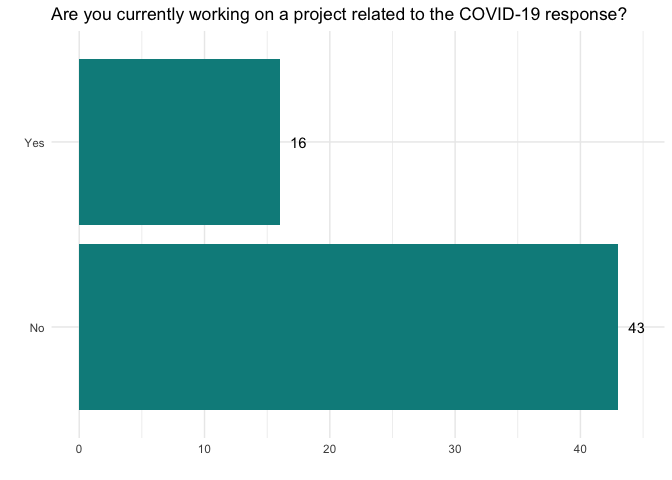 Are you currently working on a project related to the COVID-19 response?
Yes
16
No
43
0 10 20 30 40